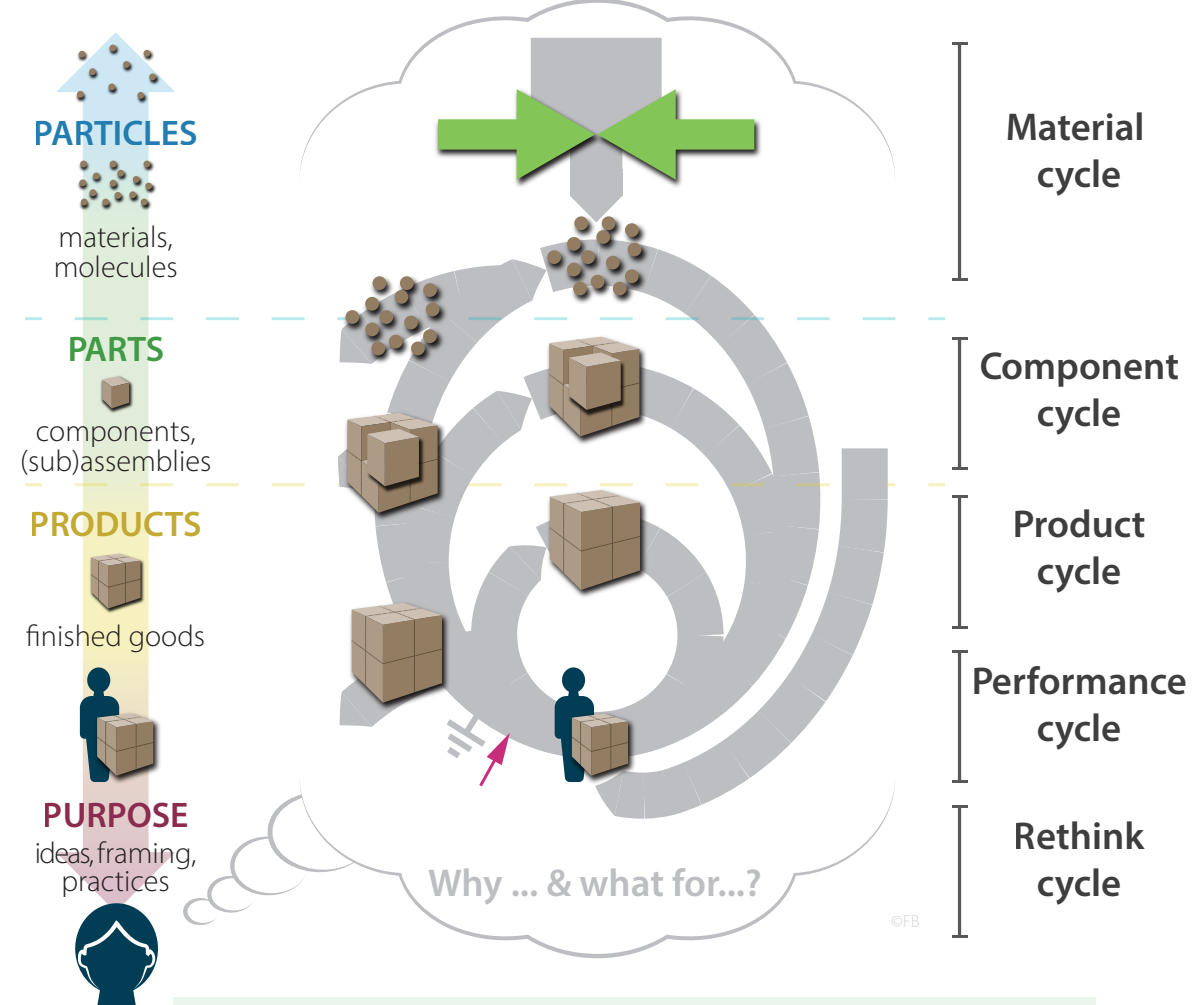 PARTICLES
materials,
molecules
PARTS
components,
(sub)assemblies
PRODUCTS
finished goods
PURPOSE
ideas, framing,
practices
Why ... & what for...?
©FB
Material
cycle
Component
cycle
Product
cycle
Performance
cycle
Rethink
cycle